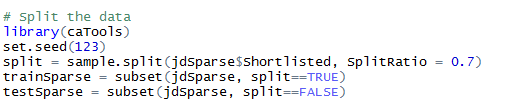 # Split the data
library(caTools)
set.seed(123)
split = sample.split(jdSparse$Shortlisted, SplitRatio = 0.7)
trainSparse = subset(jdSparse, split==TRUE)
testSparse = subset(jdSparse, split==FALSE)